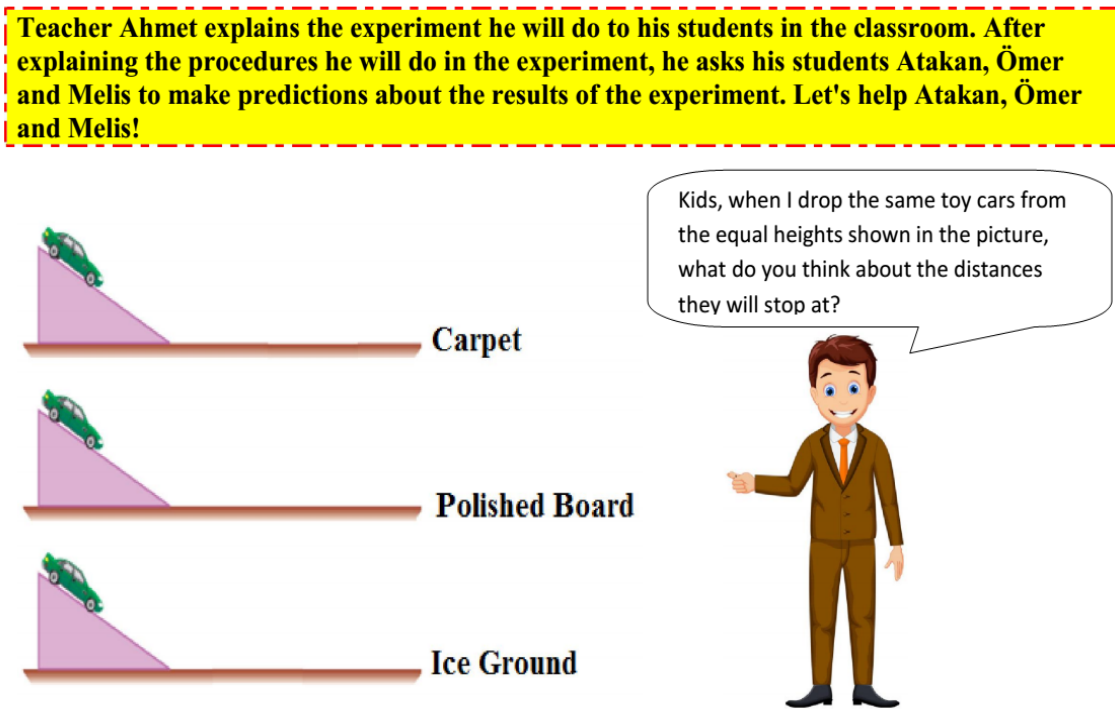 Teacher Ahmet explains the experiment he will do to his students in the classroom. After
explaining the procedures he will do in the experiment, he asks his students Atakan, Ömer
and Melis to make predictions about the results of the experiment. Let's help Atakan, Ömer
and Melis!
Kids, when I drop the same toy cars from
the equal heights shown in the picture,
what do you think about the distances
they will stop at?
Carpet
Polished Board
Ice Ground